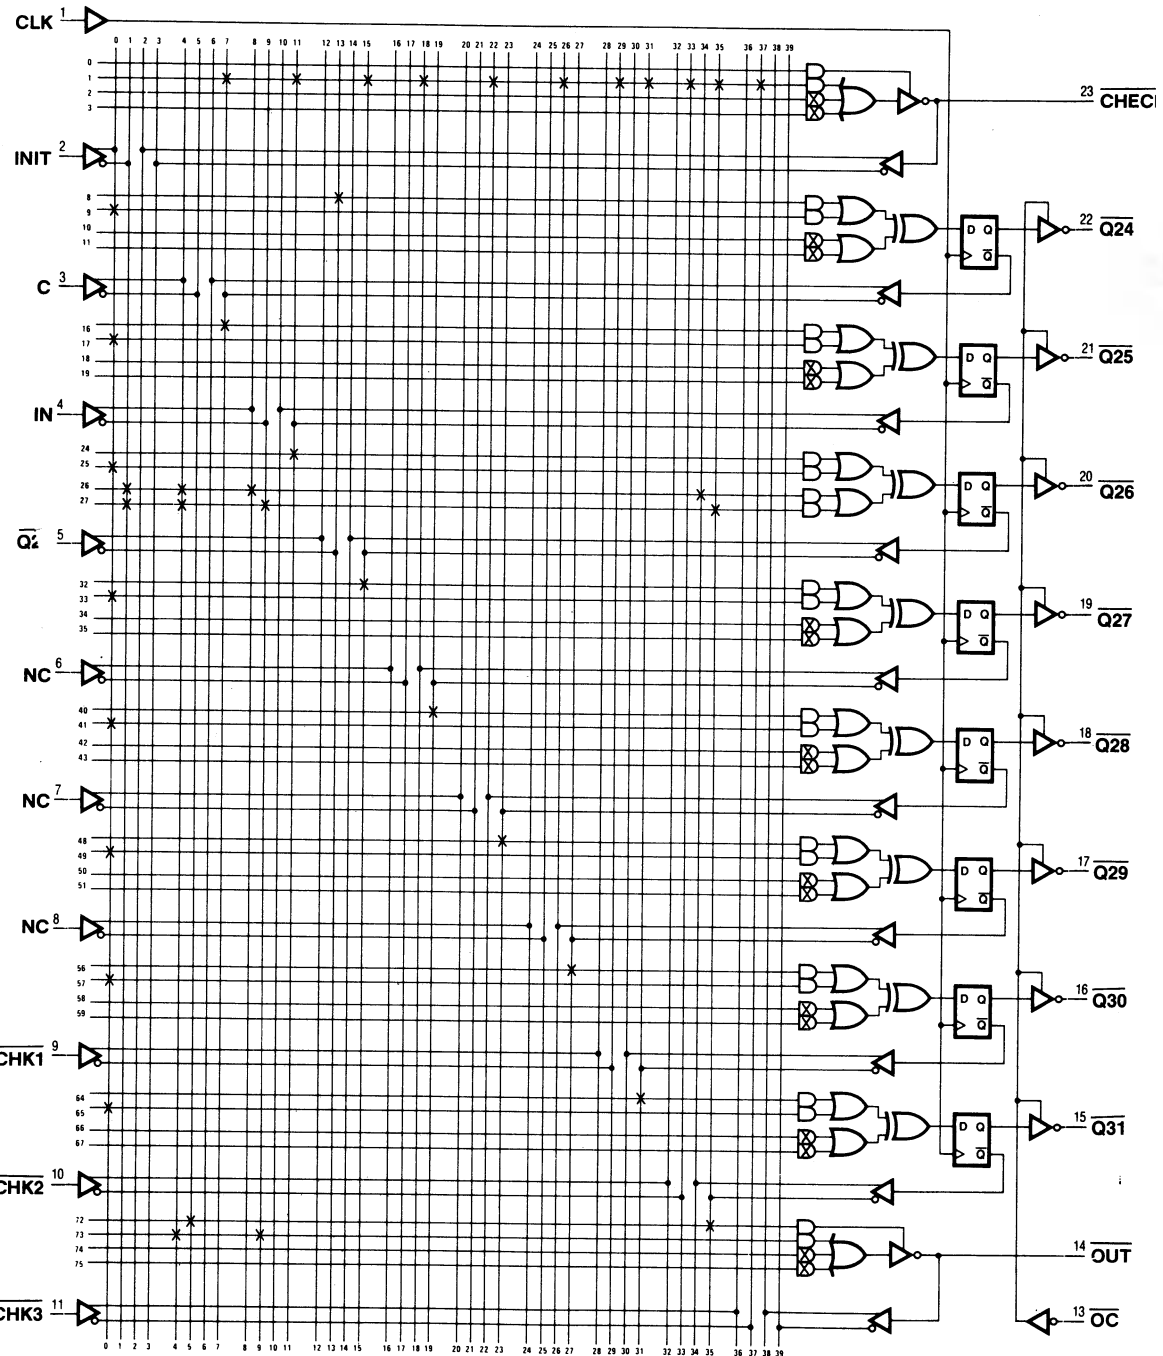 CLK 1
0 1 2 3 4 5 6 7 8 9 10 11 12 13 14 15 16 17 18 19 20 21 22 23 24 25 26 27 28 29 30 31 32 33 34 35 36 37 38 39
0
1
2
3
23 CHEC
INIT 2
8
9
10
11
D Q
Q
22 Q24
C 3
16
17
18
19
D Q
Q
21 Q25
IN 4
24
25
26
27
D Q
Q
20 Q26
5
32
33
34
35
D Q
Q
19 Q27
NC 6
40
41
42
43
D Q
Q
18 Q28
NC 7
48
49
50
51
D Q
Q
17 Q29
NC 8
56
57
58
59
D Q
Q
16 Q30
CHK1 9
64
65
66
67
D Q
Q
15 Q31
CHK2 10
72
73
74
75
14 OUT
CHK3 11
13 OC
0 1 2 3 4 5 6 7 8 9 10 11 12 13 14 15 16 17 18 19 20 21 22 23 24 25 26 27 28 29 30 31 32 33 34 35 36 37 38 39